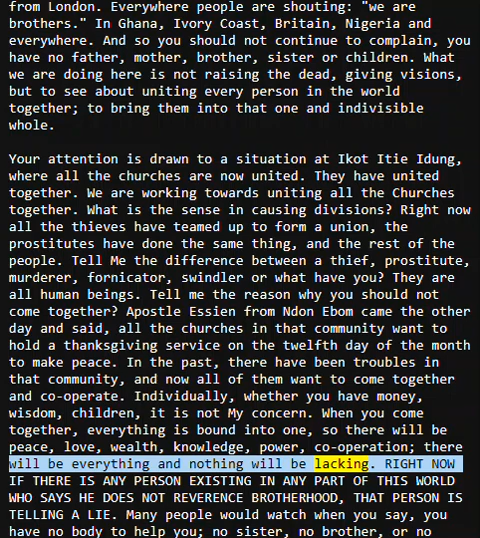 from London. Everywhere people are shouting: "we are
brothers." In Ghana, Ivory Coast, Britain, Nigeria and
everywhere. And so you should not continue to complain, you
have no father, mother, brother, sister or children. What
we are doing here is not raising the dead, giving visions,
but to see about uniting every person in the world
together; to bring them into that one and indivisible
whole.

Your attention is drawn to a situation at Ikot Itie Idung,
where all the churches are now united. They have united
together. We are working towards uniting all the Churches
together. What is the sense in causing divisions? Right now
all the thieves have teamed up to form a union, the
prostitutes have done the same thing, and the rest of the
people. Tell Me the difference between a thief, prostitute,
murderer, fornicator, swindler or what have you? They are
all human beings. Tell me the reason why you should not
come together? Apostle Essien from Ndon Ebom came the other
day and said, all the churches in that community want to
hold a thanksgiving service on the twelfth day of the month
to make peace. In the past, there have been troubles in
that community, and now all of them want to come together
and co-operate. Individually, whether you have money,
wisdom, children, it is not My concern. When you come
together, everything is bound into one, so there will be
peace, love, wealth, knowledge, power, co-operation; there
will be everything and nothing will be lacking. RIGHT NOW
IF THERE IS ANY PERSON EXISTING IN ANY PART OF THIS WORLD
WHO SAYS HE DOES NOT REVERENCE BROTHERHOOD, THAT PERSON IS
TELLING A LIE. Many people would watch when you say, you
have no body to help you; no sister, no brother, or no